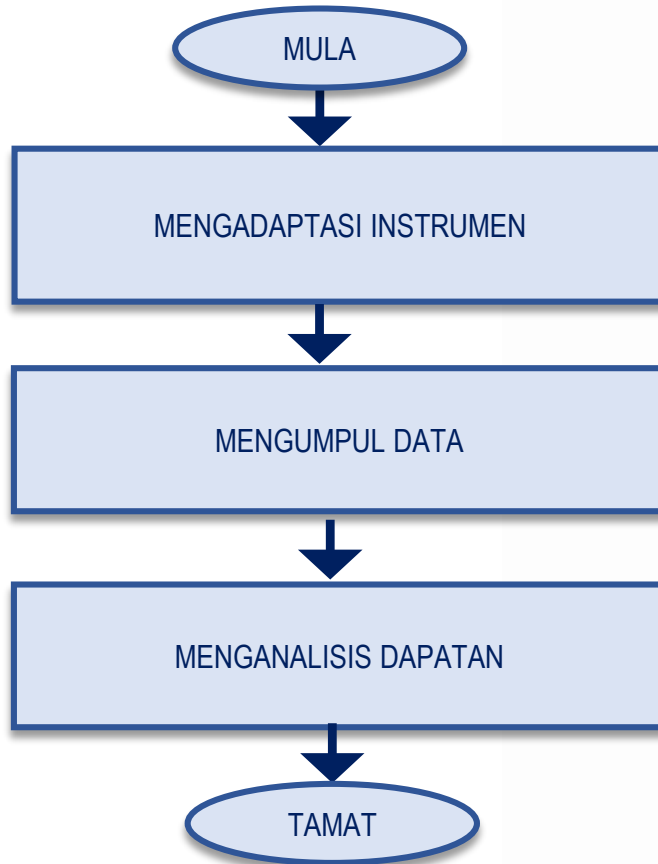 MULA
MENGADAPTASI INSTRUMEN
MENGUMPUL DATA
MENGANALISIS DAPATAN
TAMAT